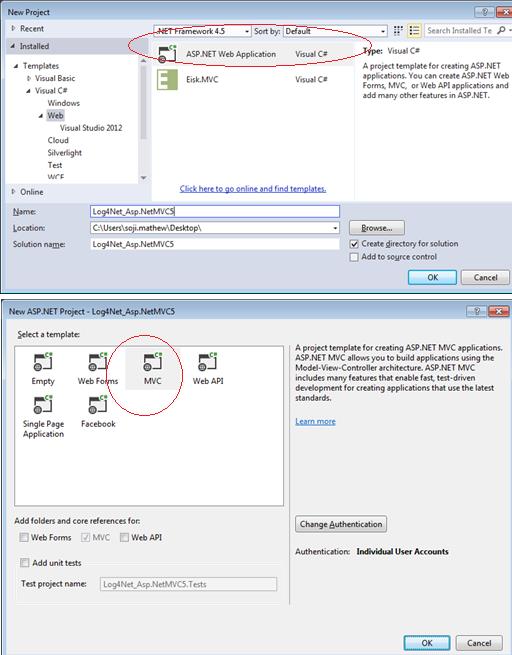 New Project
Recent
.NET Framework 4.5
Sort by:
Default
Search Installed Te
Installed
Templates
Visual Basic
Visual C#
Windows
Web
Visual Studio 2012
Cloud
Silverlight
Test
WCF
Online
ASP.NET Web Application
Visual C#
Eisk.MVC
Visual C#
Click here to go online and find templates.
Type: Visual C#
A project template for creating ASP.NET
applications. You can create ASP.NET Web
Forms, MVC, or Web API applications and
add many other features in ASP.NET.
Name:
Log4Net_Asp.NetMVC5
Location:
C:\Users\soji.mathew\Desktop\
Browse...
Solution name:
Log4Net_Asp.NetMVC5
Create directory for solution
Add to source control
OK
Cancel
New ASP.NET Project - Log4Net_Asp.NetMVC5
Select a template:
Empty
Web Forms
MVC
Web API
Single Page
Application
Facebook
A project template for creating ASP.NET MVC applications.
ASP.NET MVC allows you to build applications using the
Model-View-Controller architecture. ASP.NET MVC
includes many features that enable fast, test-driven
development for creating applications that use the latest
standards.
Learn more
Add folders and core references for:
Web Forms
MVC
Web API
Add unit tests
Test project name:
Log4Net_Asp.NetMVC5.Tests
Change Authentication
Authentication: Individual User Accounts
OK
Cancel